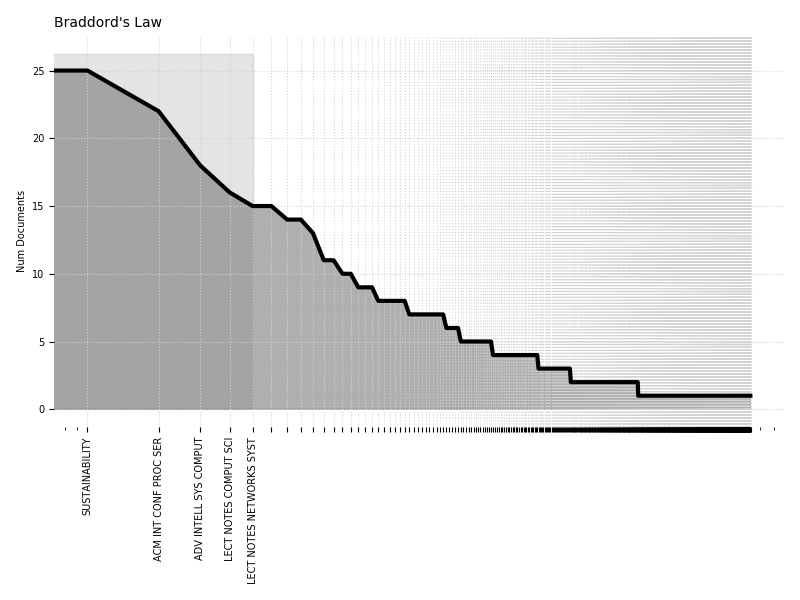 Braddord's Law
25
20
15
10
5
0
Num Documents
SUSTAINABILITY
ACM INT CONF PROC SER
ADV INTELL SYS COMPUT
LECT NOTES COMPUT SCI
LECT NOTES NETWORKS SYST